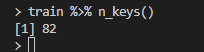 > train %>% n_keys()
[1] 82
>